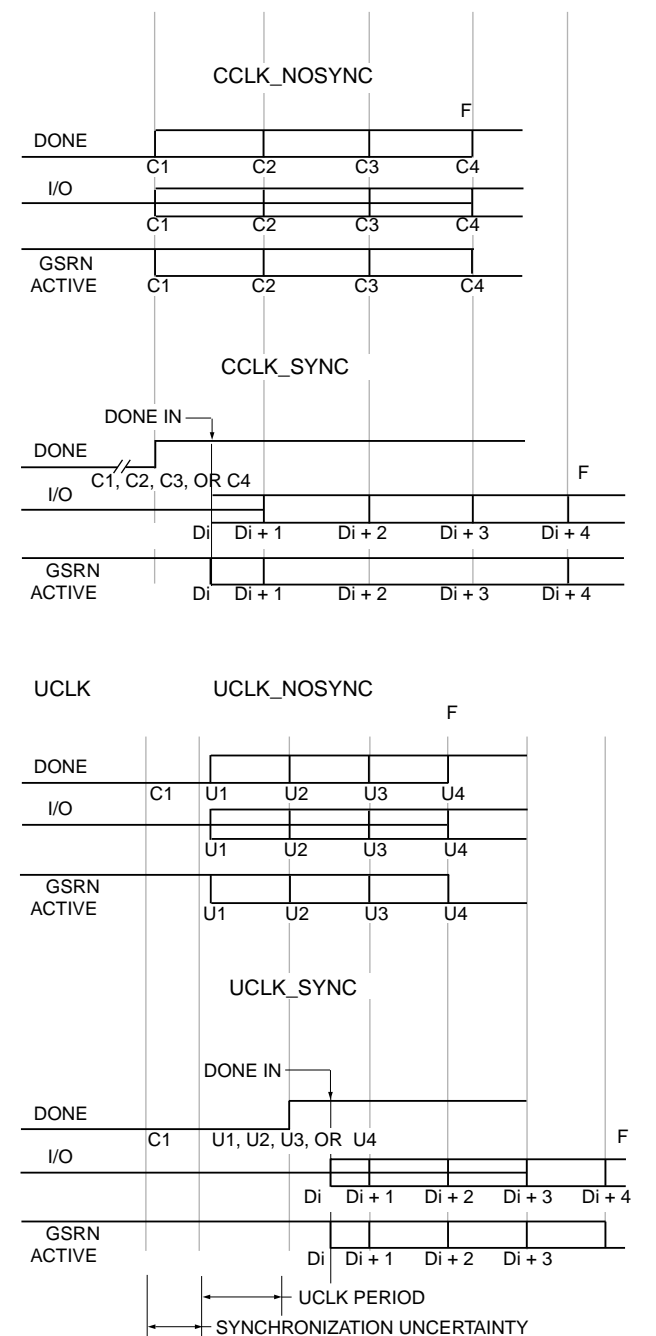 CCLK_NOSYNC
F
DONE
C1 C2 C3 C4
I/O
C1 C2 C3 C4
GSRN
ACTIVE
C1 C2 C3 C4
CCLK_SYNC
DONE IN
DONE
C1, C2, C3, OR C4
F
I/O
Di Di + 1 Di + 2 Di + 3 Di + 4
GSRN
ACTIVE
Di Di + 1 Di + 2 Di + 3 Di + 4
UCLK UCLK_NOSYNC
F
DONE
C1 U1 U2 U3 U4
I/O
U1 U2 U3 U4
GSRN
ACTIVE
U1 U2 U3 U4
UCLK_SYNC
DONE IN
DONE
C1 U1, U2, U3, OR U4
F
I/O
Di Di + 1 Di + 2 Di + 3 Di + 4
GSRN
ACTIVE
Di Di + 1 Di + 2 Di + 3
UCLK PERIOD
SYNCHRONIZATION UNCERTAINTY